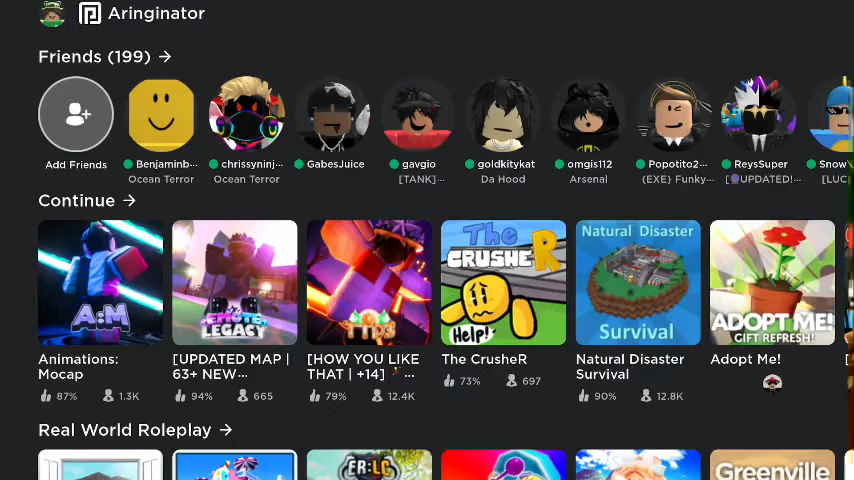 Aringinator
Friends (199) →
Add Friends
Benjaminb...
Ocean Terror
chrissyninj...
Ocean Terror
GabesJuice
gavgio
[TANK]...
goldkitykat
Da Hood
omgis112
Arsenal
Popotito2...
{EXE} Funky...
ReysSuper
[🔮UPDATED!...
Snow
[LUC
Continue →
A:M
LEGACY
TTD3
The
CRUSHER
Help!
Natural Disaster
Survival
ADOPT ME!
GIFT REFRESH!
Animations:
Mocap
87% 1.3K
[UPDATED MAP |
63+ NEW...
94% 665
[HOW YOU LIKE
THAT | +14] ...
79% 12.4K
The CrusheR
73% 697
Natural Disaster
Survival
90% 12.8K
Adopt Me!
Real World Roleplay →
ER:LC
Greenville